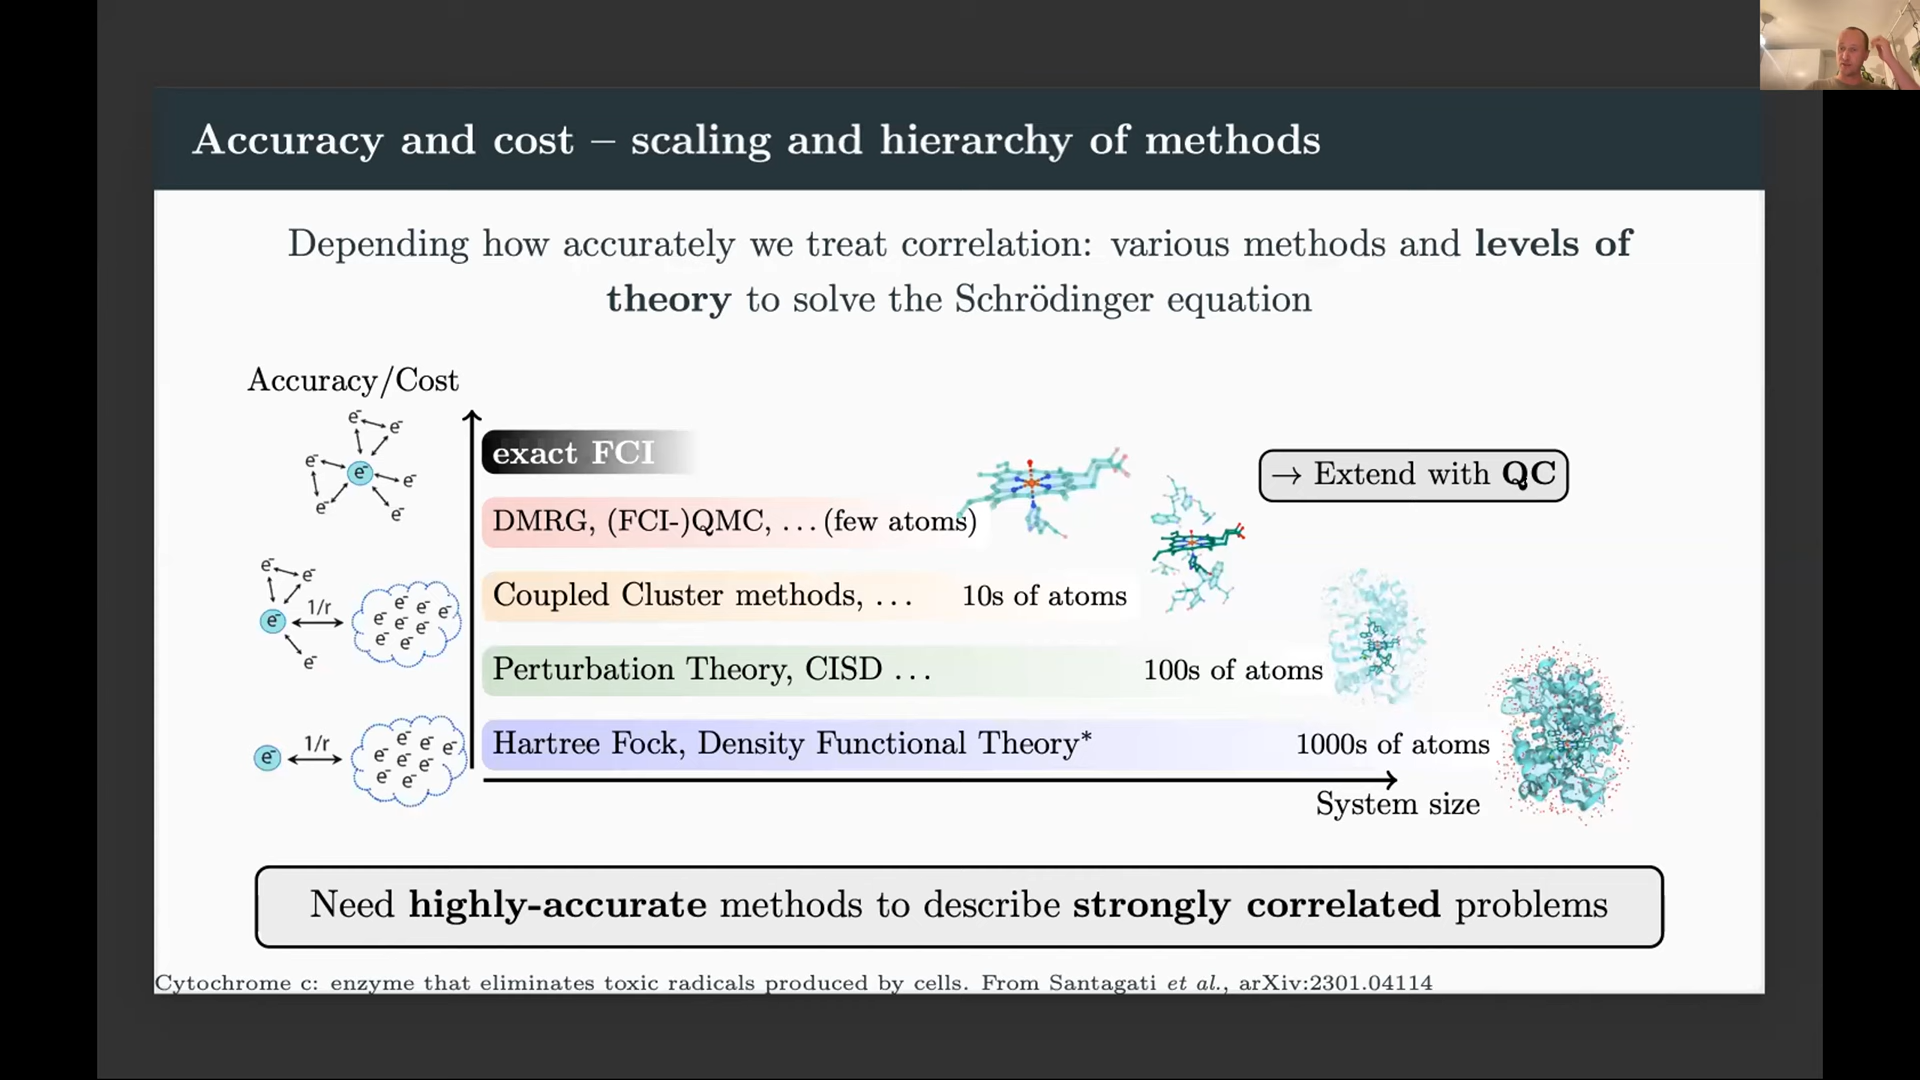 Accuracy and cost – scaling and hierarchy of methods
Depending how accurately we treat correlation: various methods and levels of
theory to solve the Schrödinger equation
Accuracy/Cost
e⁻ e⁻
e⁻ e⁻ e⁻
e⁻ e⁻
exact FCI
→ Extend with QC
DMRG, (FCI-)QMC, ... (few atoms)
e⁻ e⁻
e⁻ 1/r e⁻ e⁻ e⁻ e⁻ e⁻ e⁻ e⁻ e⁻
e⁻
Coupled Cluster methods, ... 10s of atoms
Perturbation Theory, CISD ... 100s of atoms
e⁻ 1/r e⁻ e⁻ e⁻ e⁻ e⁻ e⁻ e⁻ e⁻
Hartree Fock, Density Functional Theory* 1000s of atoms
System size
Need highly-accurate methods to describe strongly correlated problems
Cytochrome c: enzyme that eliminates toxic radicals produced by cells. From Santagati et al., arXiv:2301.04114